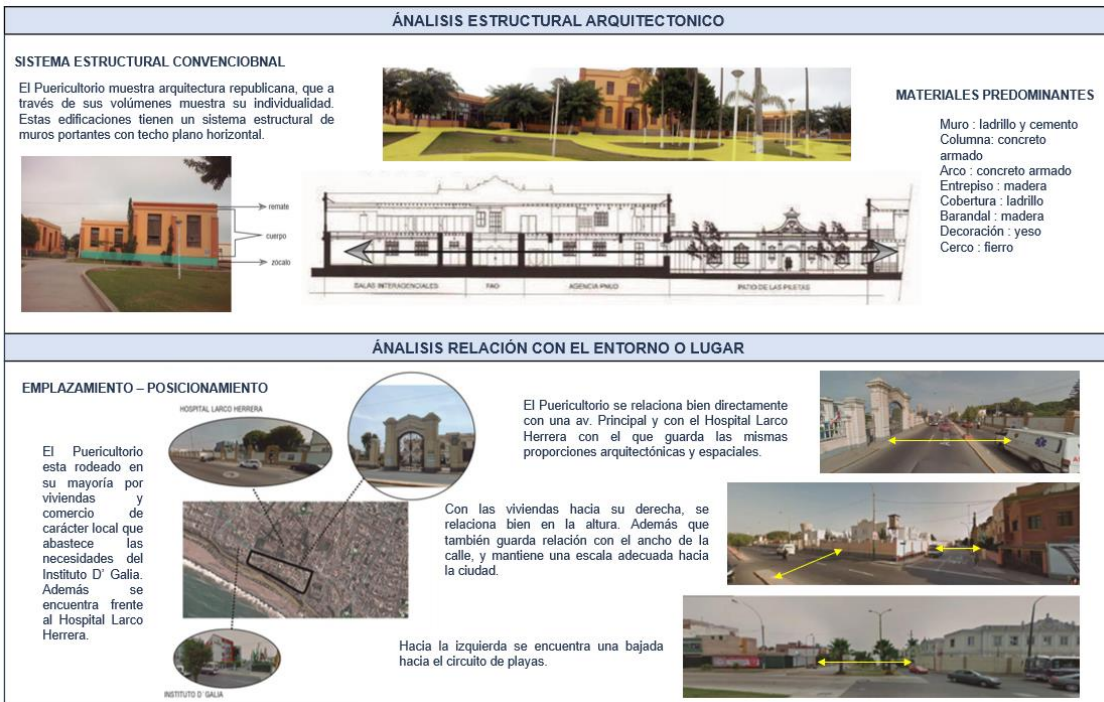 ÁNALISIS ESTRUCTURAL ARQUITECTONICO
SISTEMA ESTRUCTURAL CONVENCIOBNAL
El Puericultorio muestra arquitectura republicana, que a
través de sus volúmenes muestra su individualidad.
Estas edificaciones tienen un sistema estructural de
muros portantes con techo plano horizontal.
remate
cuerpo
zócalo
SALAS INTERAGENCIALES
FAO
AGENCIA PNUD
PATIO DE LAS PILETAS
MATERIALES PREDOMINANTES
Muro : ladrillo y cemento
Columna: concreto
armado
Arco : concreto armado
Entrepiso : madera
Cobertura : ladrillo
Barandal : madera
Decoración : yeso
Cerco : fierro
ÁNALISIS RELACIÓN CON EL ENTORNO O LUGAR
EMPLAZAMIENTO – POSICIONAMIENTO
HOSPITAL LARCO HERRERA
El Puericultorio
esta rodeado en
su mayoría por
viviendas y
comercio de
carácter local que
abastece las
necesidades del
Instituto D' Galia.
Además se
encuentra frente
al Hospital Larco
Herrera.
INSTITUTO D' GALIA
El Puericultorio se relaciona bien directamente
con una av. Principal y con el Hospital Larco
Herrera con el que guarda las mismas
proporciones arquitectónicas y espaciales.
Con las viviendas hacia su derecha, se
relaciona bien en la altura. Además que
también guarda relación con el ancho de la
calle, y mantiene una escala adecuada hacia
la ciudad.
Hacia la izquierda se encuentra una bajada
hacia el circuito de playas.